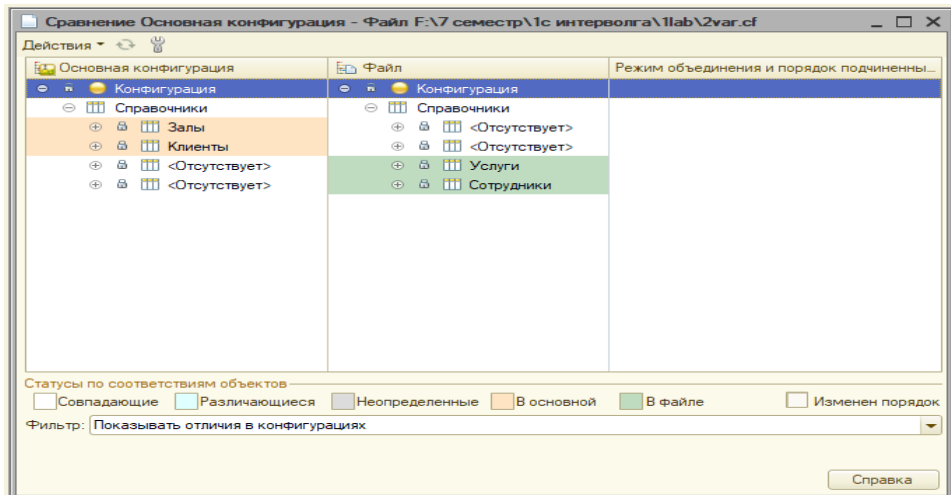 Сравнение Основная конфигурация - Файл F:\7 семестр\1с интерволга\1lab\2var.cf
Действия
Основная конфигурация Файл Режим объединения и порядок подчиненны...
Конфигурация Конфигурация
Справочники Справочники
Залы <Отсутствует>
Клиенты <Отсутствует>
<Отсутствует> Услуги
<Отсутствует> Сотрудники
Статусы по соответствиям объектов
Совпадающие Различающиеся Неопределенные В основной В файле Изменен порядок
Фильтр: Показывать отличия в конфигурациях
Справка